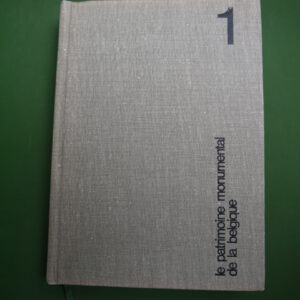 1
le patrimoine monumental
de la belgique